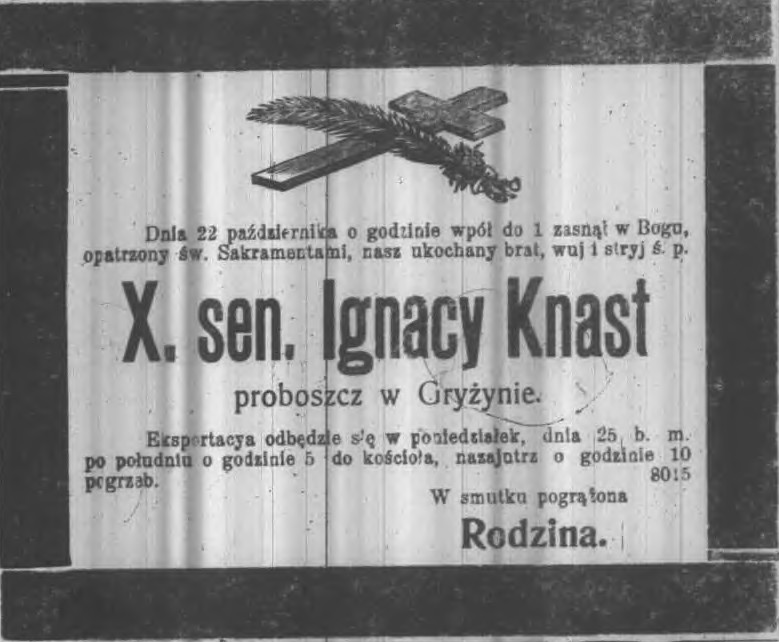 Dnia 22 października o godzinie wpół do 1 zasnął w Bogu,
opatrzony św. Sakramentami, nasz ukochany brat, wuj i stryj ś. p.
X. sen. Ignacy Knast
proboszcz w Gryżynie.
Eksportacya odbędzie się w poniedziałek, dnia 25 b. m.
po południu o godzinie 5 do kościoła, nazajutrz o godzinie 10
pogrzeb.
8015
W smutku pogrążona
Rodzina.